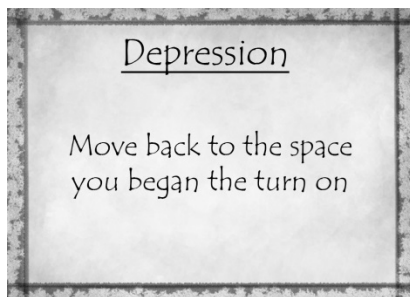 Depression
Move back to the space
you began the turn on